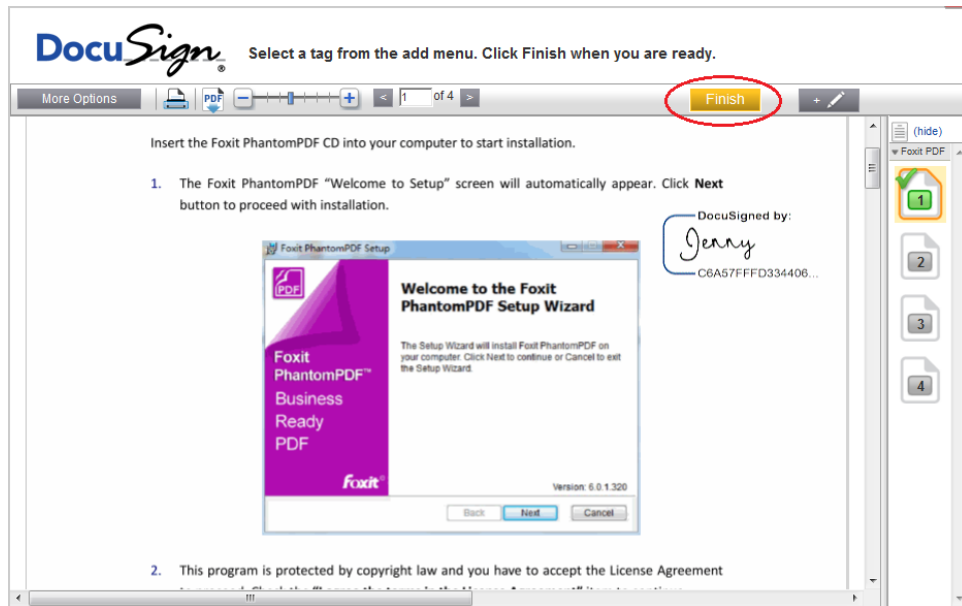 DocuSign®
Select a tag from the add menu. Click Finish when you are ready.
More Options
PDF
1 of 4
Finish
(hide)
Foxit PDF
Insert the Foxit PhantomPDF CD into your computer to start installation.
1. The Foxit PhantomPDF “Welcome to Setup” screen will automatically appear. Click Next
button to proceed with installation.
DocuSigned by:
Jenny
C6A57FFFD334406...
Foxit PhantomPDF Setup
PDF
Welcome to the Foxit
PhantomPDF Setup Wizard
The Setup Wizard will install Foxit PhantomPDF on
your computer. Click Next to continue or Cancel to exit
the Setup Wizard.
Foxit
PhantomPDF™
Business
Ready
PDF
foxit®
Version: 6.0.1.320
Back
Next
Cancel
2. This program is protected by copyright law and you have to accept the License Agreement
1
2
3
4